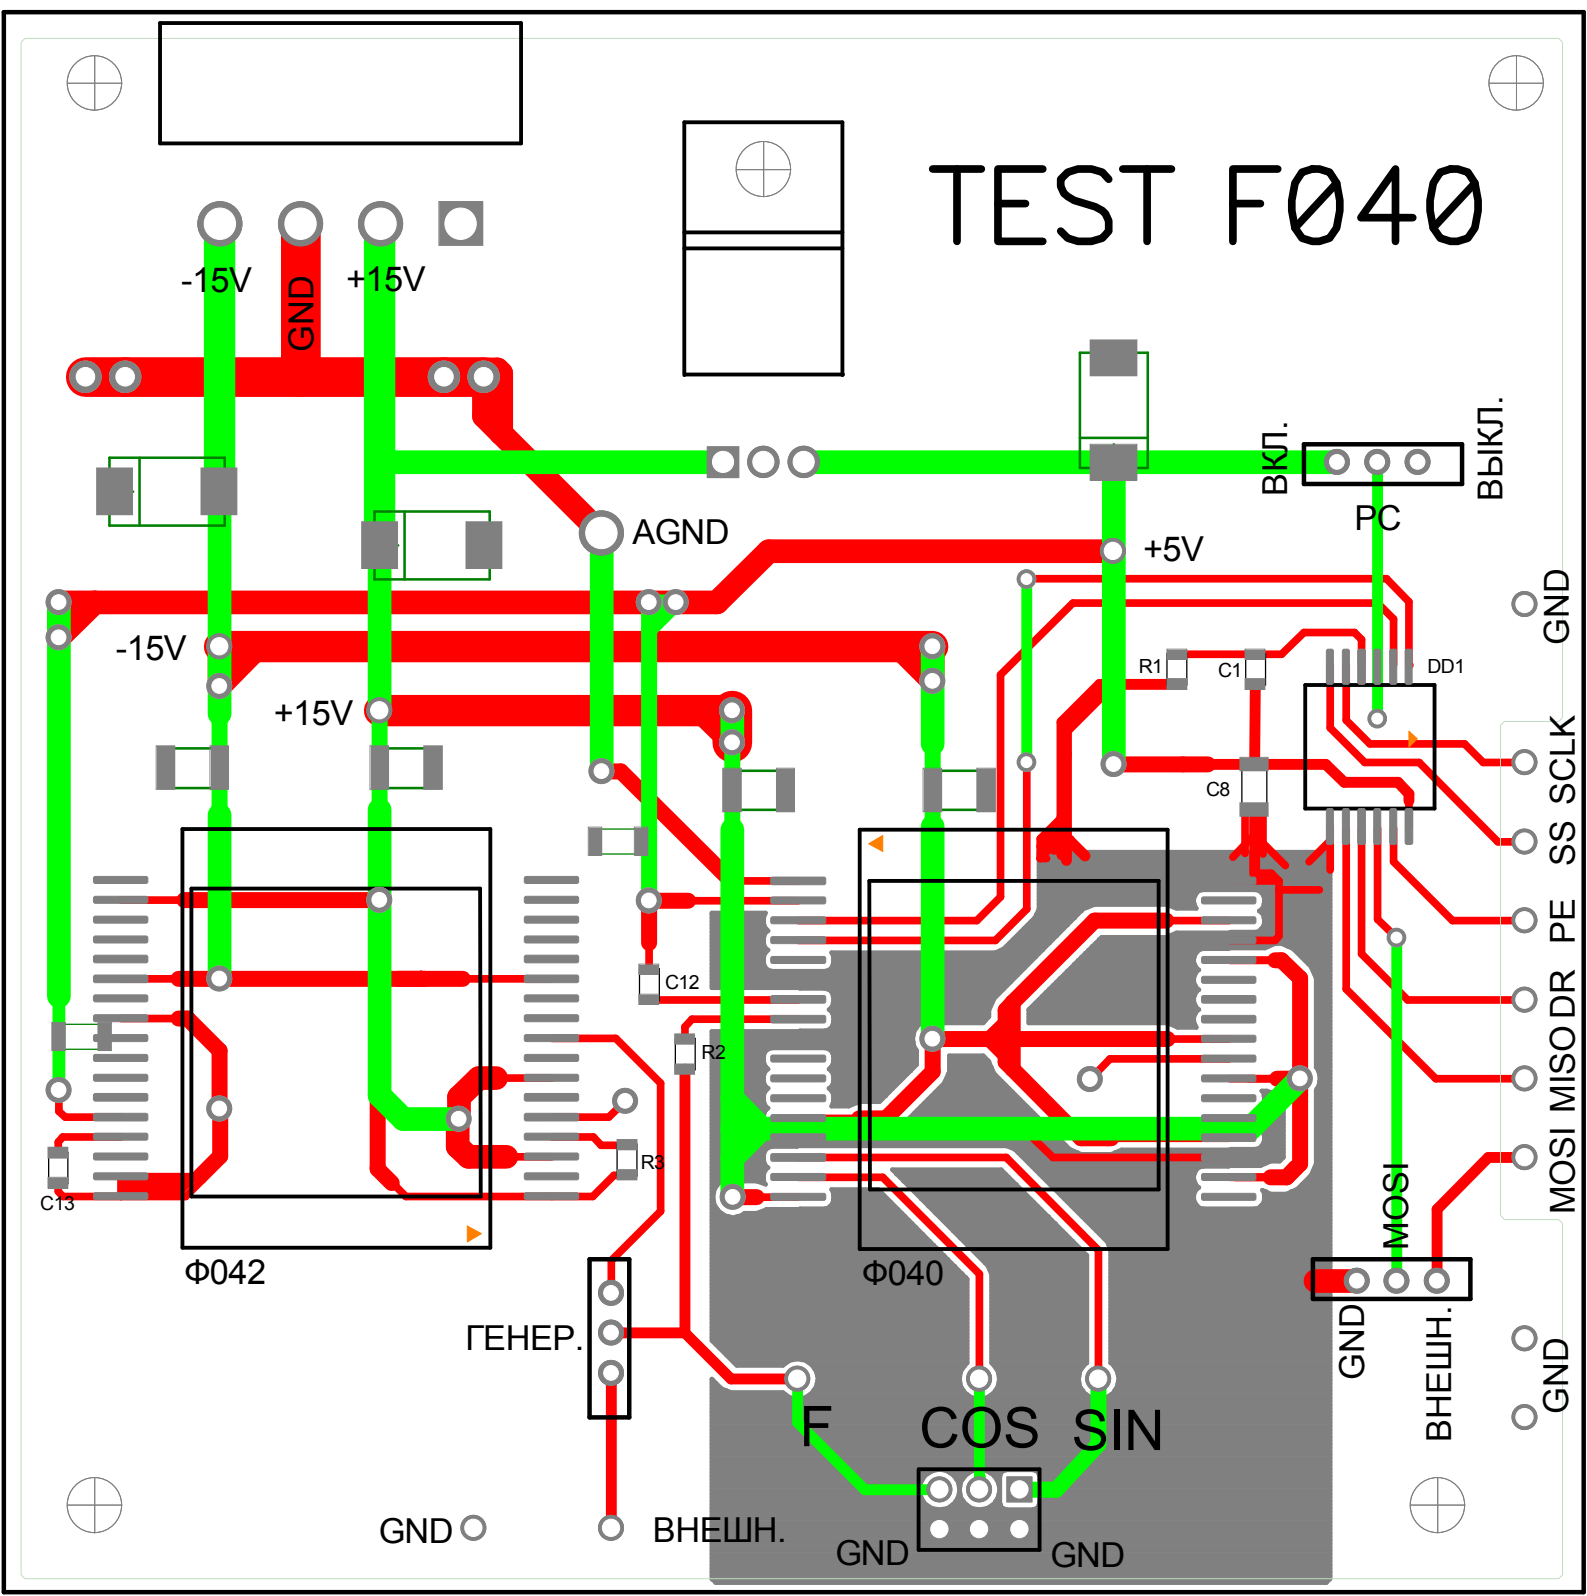 TEST F040
-15V
GND
+15V
ВКЛ.
ВЫКЛ.
PC
AGND
+5V
GND
-15V
R1
C1
DD1
+15V
SCLK
C8
SS
PE
C12
DR
R2
MISO
R3
C13
MOSI
MOSI
Ф042
Ф040
ГЕНЕР.
GND
ВНЕШН.
GND
F
COS
SIN
GND
ВНЕШН.
GND
GND